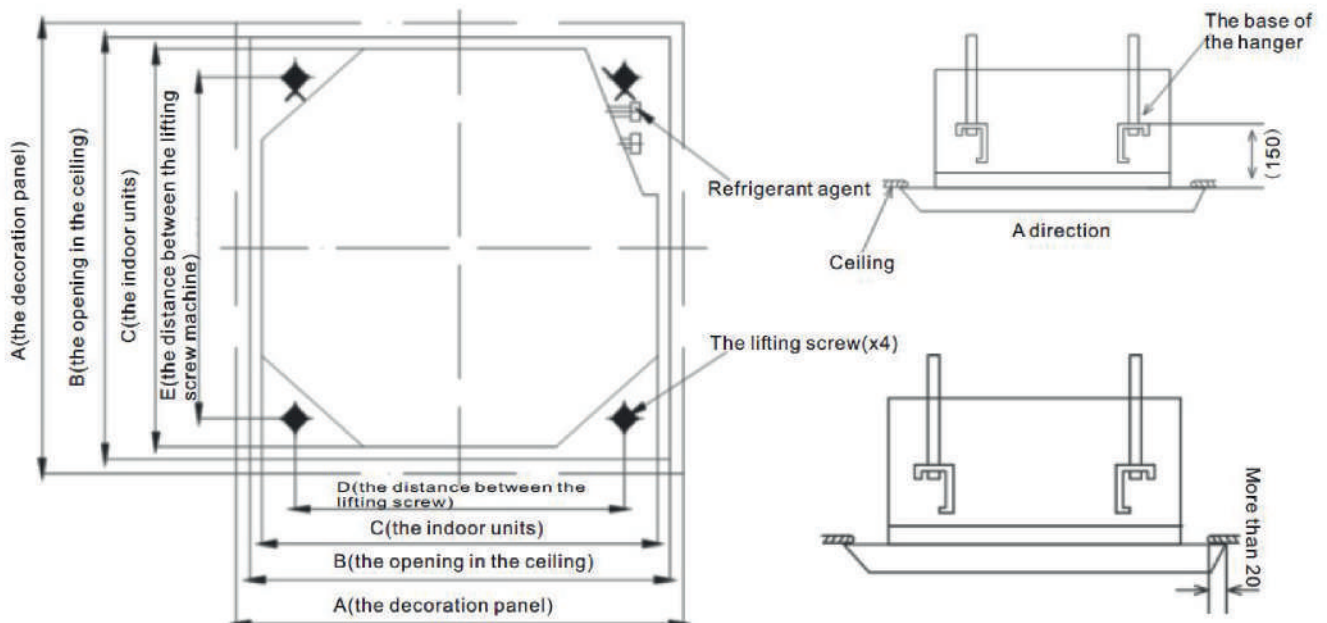 A(the decoration panel)
B(the opening in the ceiling)
C(the indoor units)
E(the distance between the lifting
screw machine)
D(the distance between the
lifting screw)
C(the indoor units)
B(the opening in the ceiling)
A(the decoration panel)
Refrigerant agent
The lifting screw(x4)
The base of
the hanger
(150)
Ceiling
A direction
More than 20